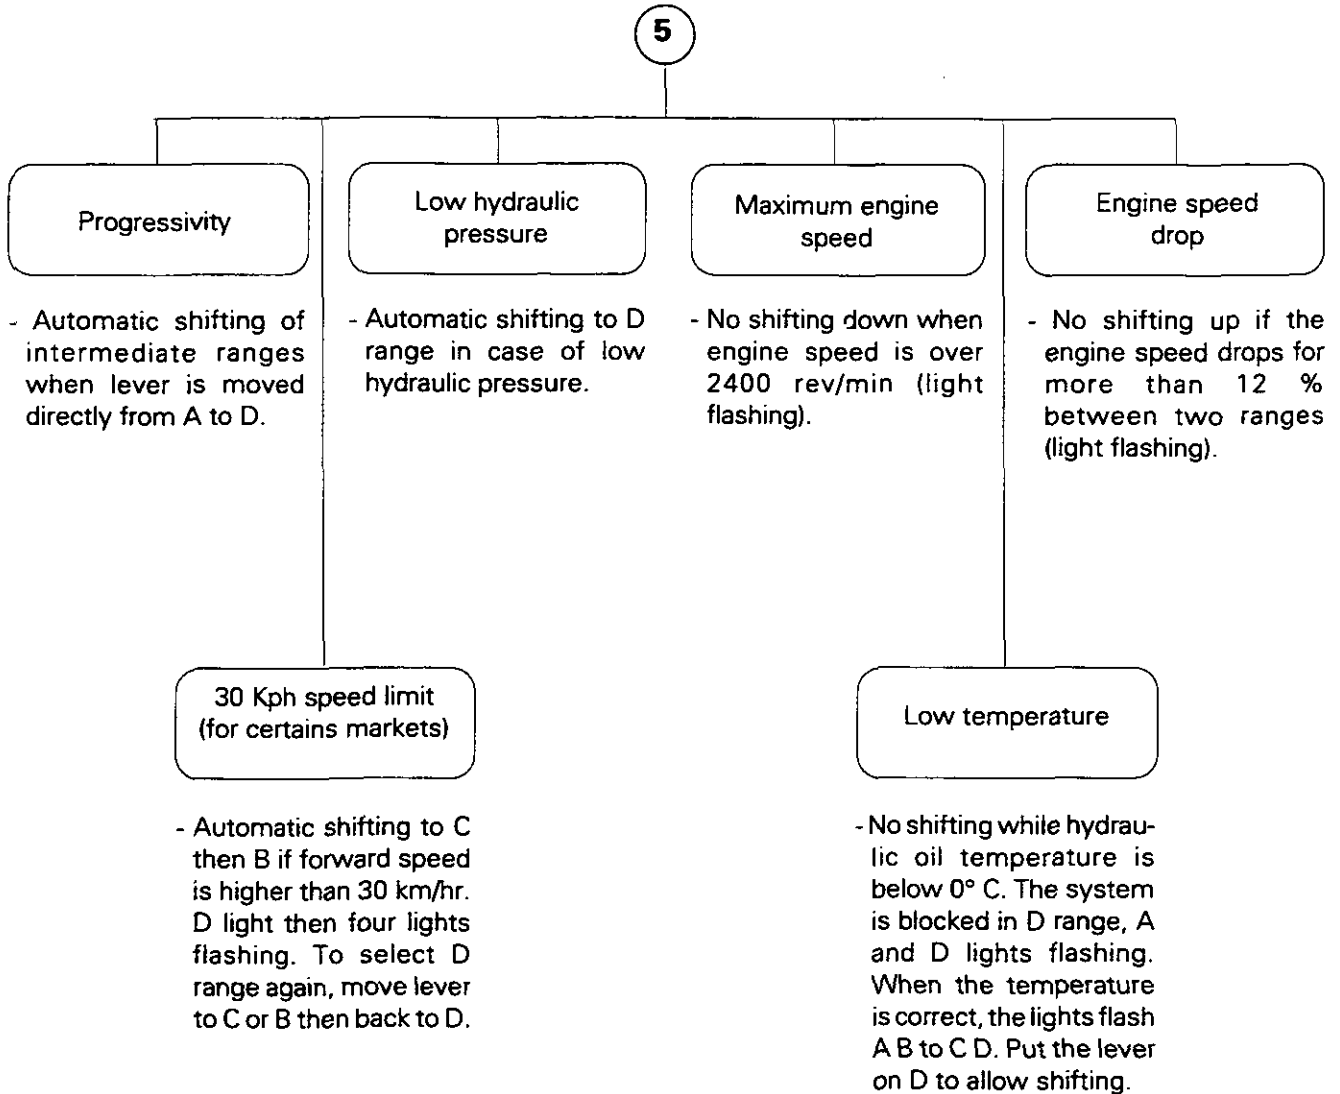 5
Progressivity
- Automatic shifting of
intermediate ranges
when lever is moved
directly from A to D.
Low hydraulic
pressure
- Automatic shifting to D
range in case of low
hydraulic pressure.
Maximum engine
speed
- No shifting down when
engine speed is over
2400 rev/min (light
flashing).
Engine speed
drop
- No shifting up if the
engine speed drops for
more than 12 %
between two ranges
(light flashing).
30 Kph speed limit
(for certains markets)
- Automatic shifting to C
then B if forward speed
is higher than 30 km/hr.
D light then four lights
flashing. To select D
range again, move lever
to C or B then back to D.
Low temperature
- No shifting while hydrau-
lic oil temperature is
below 0° C. The system
is blocked in D range, A
and D lights flashing.
When the temperature
is correct, the lights flash
A B to C D. Put the lever
on D to allow shifting.